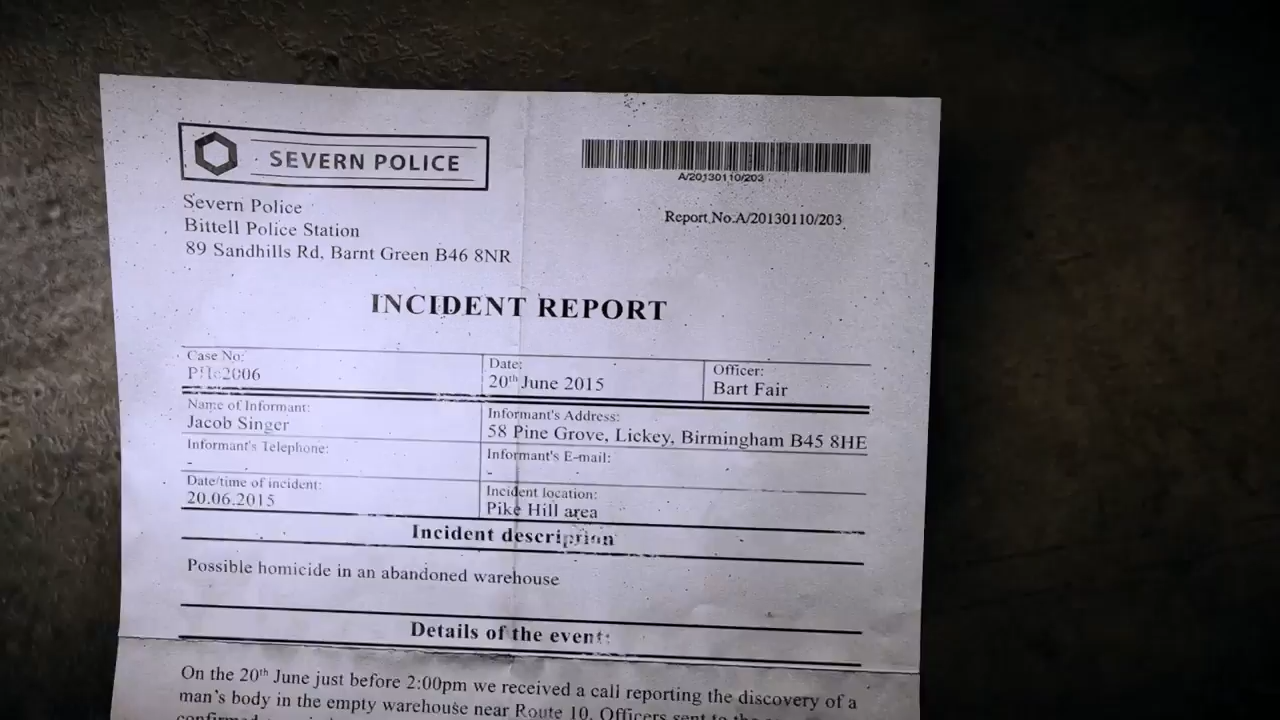 SEVERN POLICE
A/20130110/203
Severn Police
Bittell Police Station
89 Sandhills Rd, Barnt Green B46 8NR
Report No.A/20130110/203
INCIDENT REPORT
Case No:
Date:
Officer:
20th June 2015
Bart Fair
Name of Informant:
Informant's Address:
Jacob Singer
58 Pine Grove, Lickey, Birmingham B45 8HE
Informant's Telephone:
Informant's E-mail:
-
-
Date/time of incident:
Incident location:
20.06.2015
Pike Hill area
Incident description
Possible homicide in an abandoned warehouse
Details of the event:
On the 20th June just before 2:00pm we received a call reporting the discovery of a
man's body in the empty warehouse near Route 10. Officers sent to the